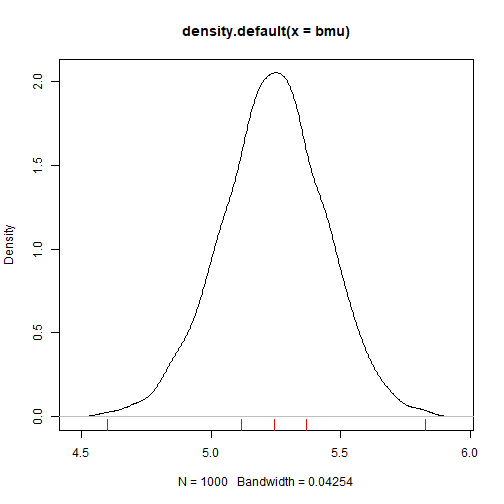 density.default(x = bmu)
Density
2.0
1.5
1.0
0.5
0.0
4.5 5.0 5.5 6.0
N = 1000 Bandwidth = 0.04254